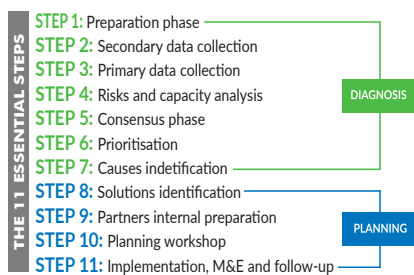 THE 11 ESSENTIAL STEPS
STEP 1: Preparation phase
STEP 2: Secondary data collection
STEP 3: Primary data collection
STEP 4: Risks and capacity analysis
STEP 5: Consensus phase
STEP 6: Prioritisation
STEP 7: Causes indetification
DIAGNOSIS
STEP 8: Solutions identification
STEP 9: Partners internal preparation
STEP 10: Planning workshop
STEP 11: Implementation, M&E and follow-up
PLANNING